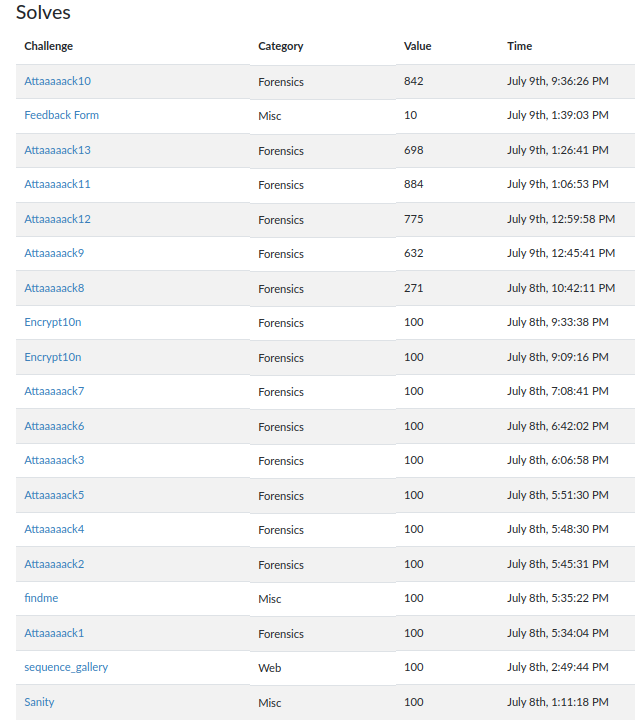 Solves
Challenge Category Value Time
Attaaaaack10 Forensics 842 July 9th, 9:36:26 PM
Feedback Form Misc 10 July 9th, 1:39:03 PM
Attaaaaack13 Forensics 698 July 9th, 1:26:41 PM
Attaaaaack11 Forensics 884 July 9th, 1:06:53 PM
Attaaaaack12 Forensics 775 July 9th, 12:59:58 PM
Attaaaaack9 Forensics 632 July 9th, 12:45:41 PM
Attaaaaack8 Forensics 271 July 8th, 10:42:11 PM
Encrypt10n Forensics 100 July 8th, 9:33:38 PM
Encrypt10n Forensics 100 July 8th, 9:09:16 PM
Attaaaaack7 Forensics 100 July 8th, 7:08:41 PM
Attaaaaack6 Forensics 100 July 8th, 6:42:02 PM
Attaaaaack3 Forensics 100 July 8th, 6:06:58 PM
Attaaaaack5 Forensics 100 July 8th, 5:51:30 PM
Attaaaaack4 Forensics 100 July 8th, 5:48:30 PM
Attaaaaack2 Forensics 100 July 8th, 5:45:31 PM
findme Misc 100 July 8th, 5:35:22 PM
Attaaaaack1 Forensics 100 July 8th, 5:34:04 PM
sequence_gallery Web 100 July 8th, 2:49:44 PM
Sanity Misc 100 July 8th, 1:11:18 PM